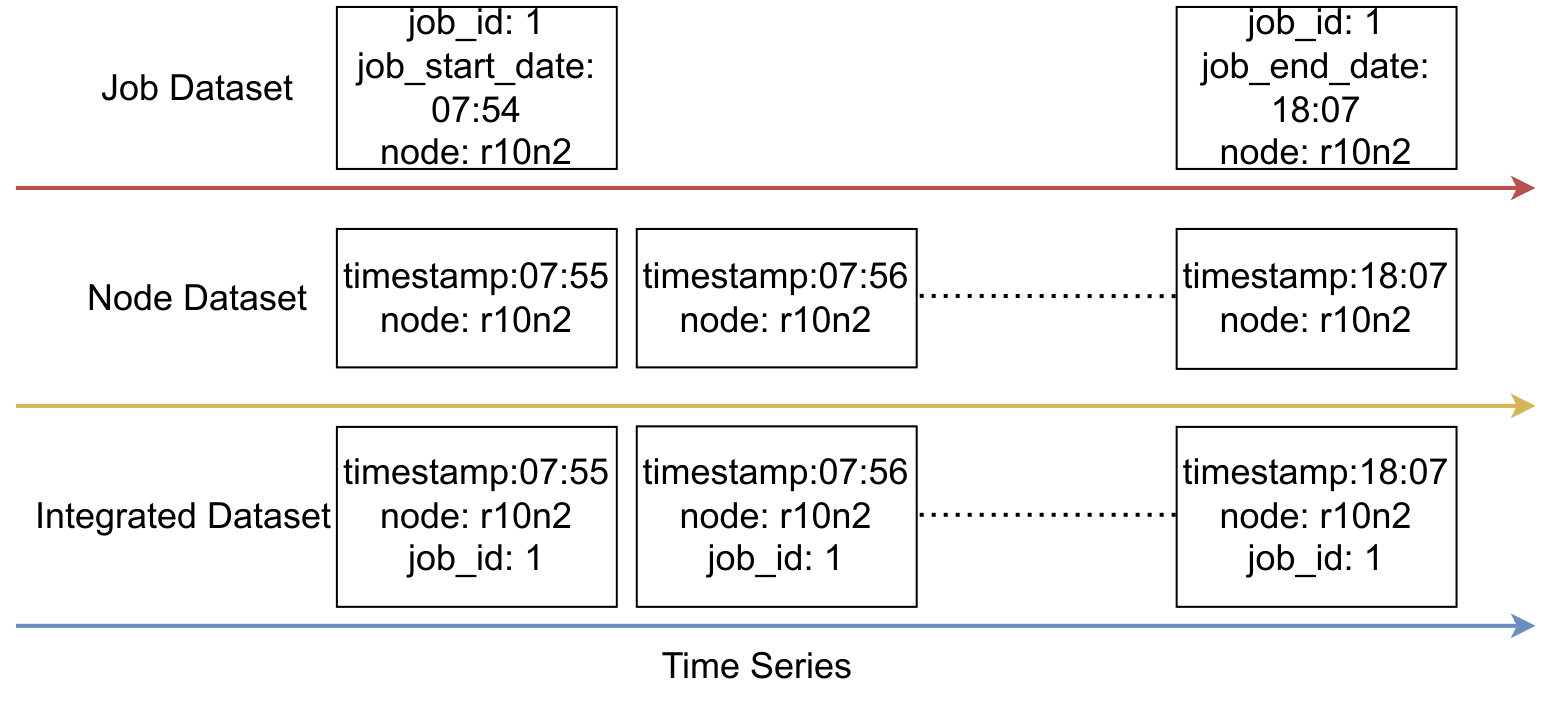 Job Dataset
job_id: 1
job_start_date:
07:54
node: r10n2
job_id: 1
job_end_date:
18:07
node: r10n2
Node Dataset
timestamp:07:55
node: r10n2
timestamp:07:56
node: r10n2
timestamp:18:07
node: r10n2
Integrated Dataset
timestamp:07:55
node: r10n2
job_id: 1
timestamp:07:56
node: r10n2
job_id: 1
timestamp:18:07
node: r10n2
job_id: 1
Time Series